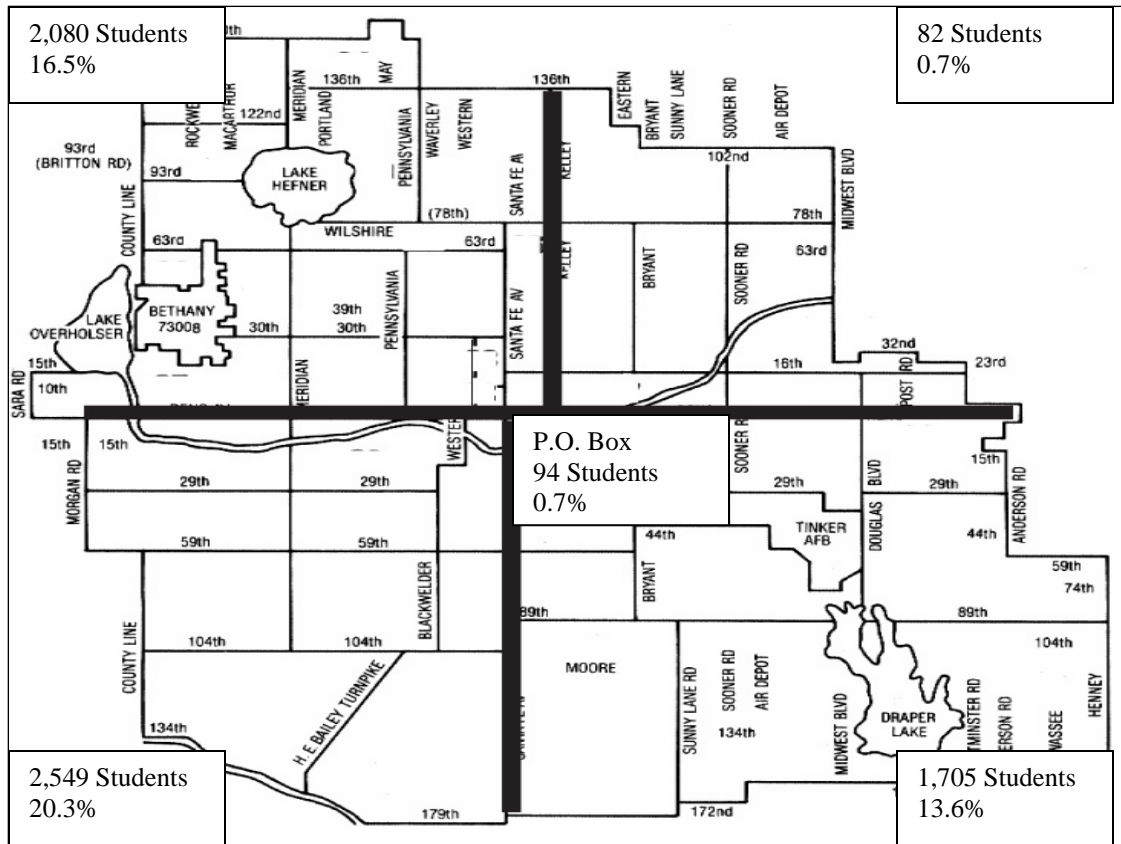 2,080 Students
16.5%
82 Students
0.7%
136th
136th
MAY
MERIDIAN
PORTLAND
MACARTHUR
122nd
PENNSYLVANIA
WAVERLEY
WESTERN
EASTERN
BRYANT
SUNNY LANE
SOONER RD
AIR DEPOT
93rd
(BRITTON RD)
93rd
LAKE
HEFNER
SANTA FE AV
KELLEY
102nd
MIDWEST BLVD
COUNTY LINE
(78th)
78th
WILSHIRE
63rd
63rd
63rd
KELLEY
BRYANT
SOONER RD
SANTA FE AV
PENNSYLVANIA
39th
LAKE
OVERHOLSER
BETHANY
73008
30th
30th
32nd
23rd
15th
16th
10th
SARA RD
MERIDIAN
POST RD
P.O. Box
94 Students
0.7%
15th
15th
SOONER RD
15th
MORGAN RD
29th
29th
29th
BLVD
29th
ANDERSON RD
DOUGLAS
TINKER
AFB
44th
44th
59th
59th
59th
74th
BLACKWELDER
BRYANT
89th
89th
COUNTY LINE
104th
104th
104th
MOORE
SUNNY LANE RD
SOONER RD
AIR DEPOT
MIDWEST BLVD
DRAPER
LAKE
HENNEY
H.E. BAILEY TURNPIKE
134th
134th
2,549 Students
20.3%
179th
172nd
1,705 Students
13.6%